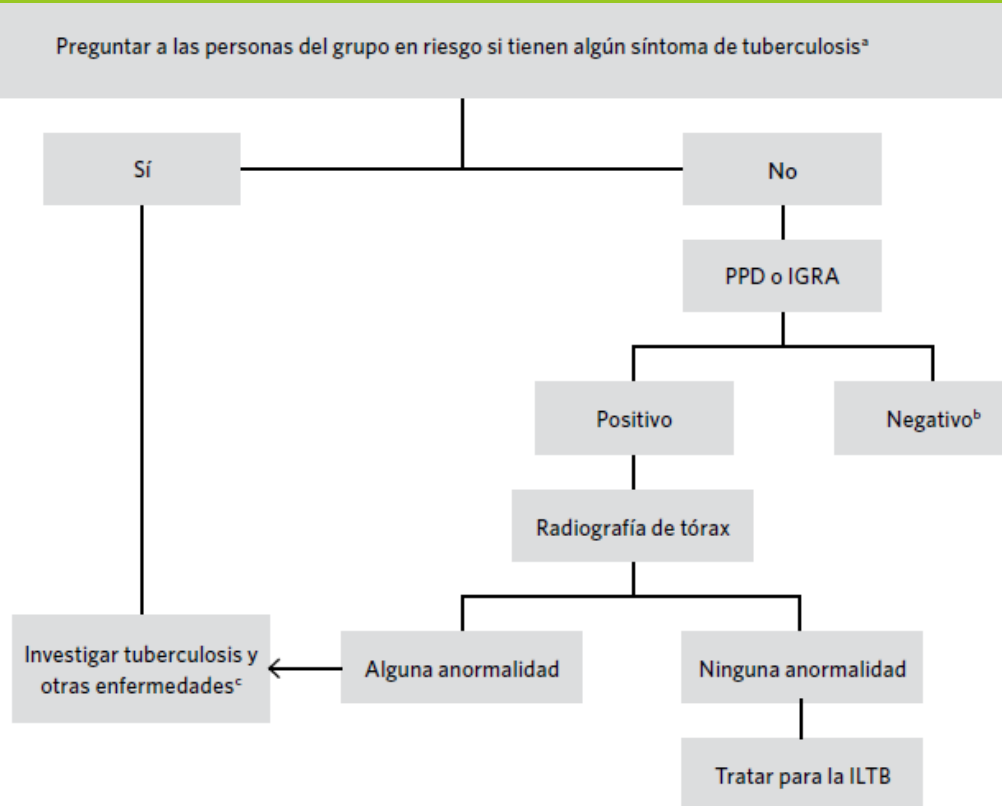 Preguntar a las personas del grupo en riesgo si tienen algún síntoma de tuberculosisᵃ
Sí
No
PPD o IGRA
Positivo
Negativoᵇ
Radiografía de tórax
Investigar tuberculosis y
otras enfermedadesᶜ
Alguna anormalidad
Ninguna anormalidad
Tratar para la ILTB